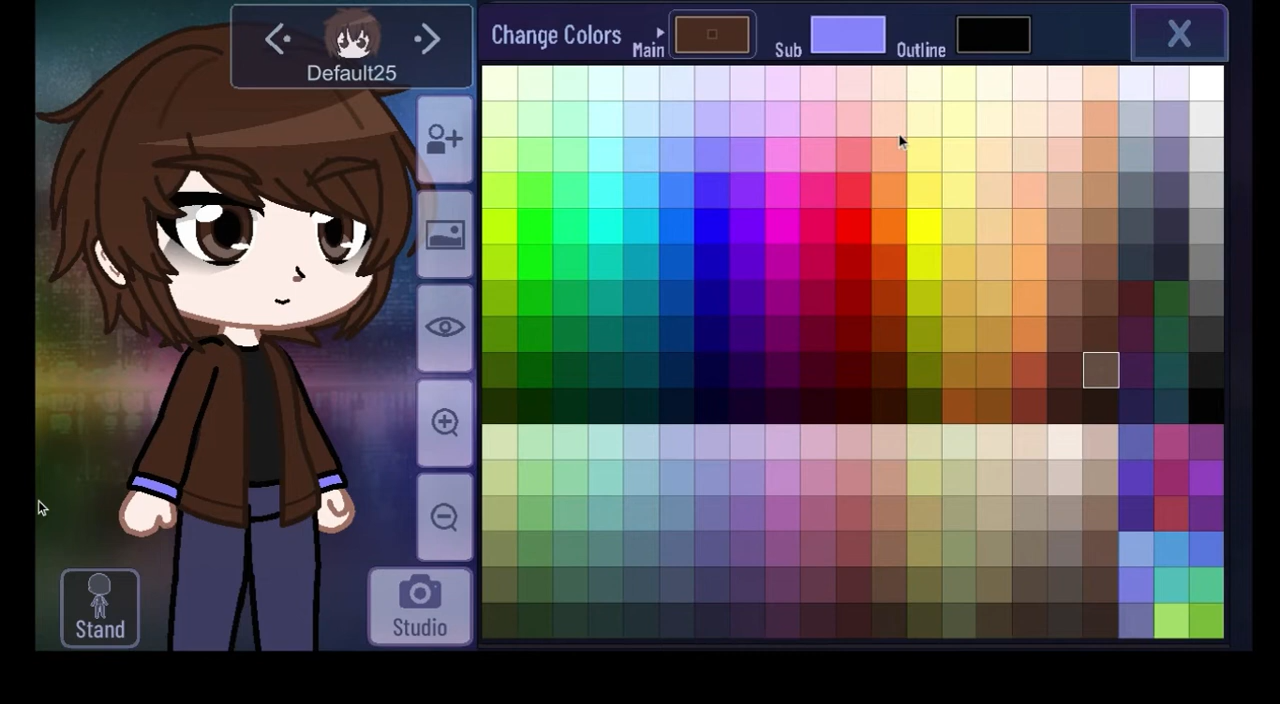 Default25
Change Colors
Main
Sub
Outline
X
Stand
Studio